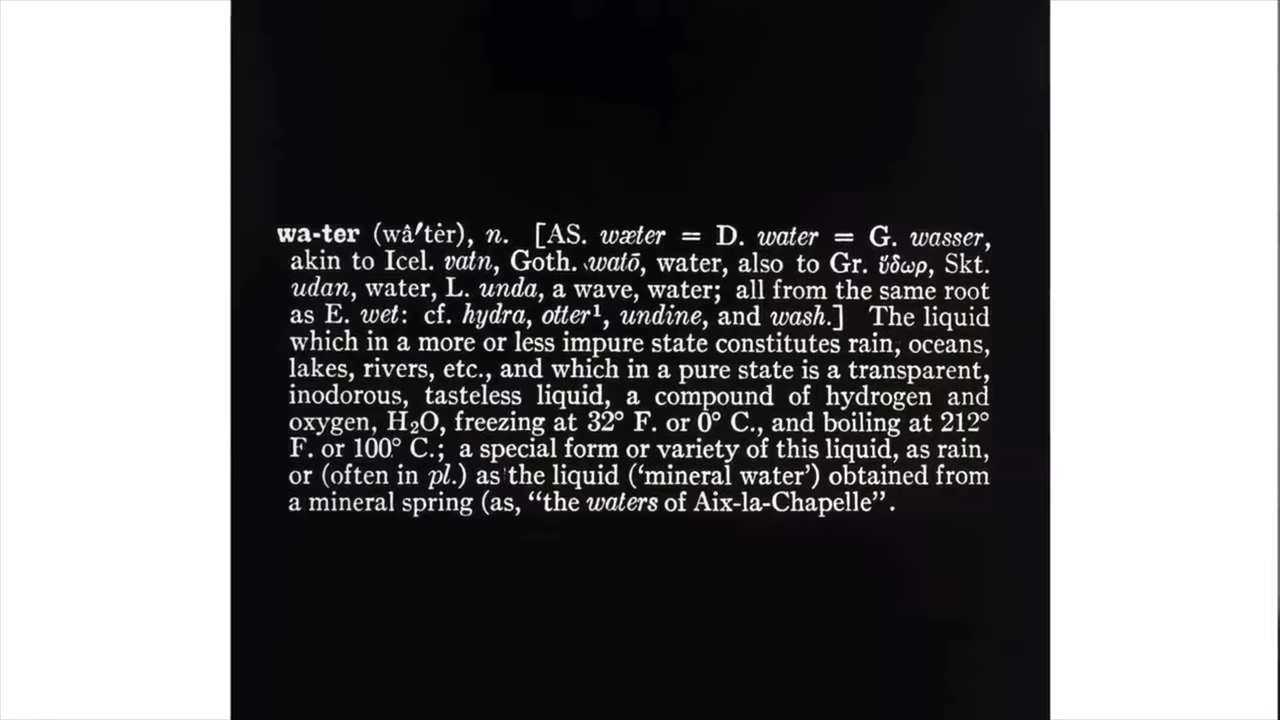 wa-ter (wâ′tėr), n. [AS. wæter = D. water = G. wasser,
akin to Icel. vatn, Goth. watō, water, also to Gr. ὕδωρ, Skt.
udan, water, L. unda, a wave, water; all from the same root
as E. wet: cf. hydra, otter¹, undine, and wash.] The liquid
which in a more or less impure state constitutes rain, oceans,
lakes, rivers, etc., and which in a pure state is a transparent,
inodorous, tasteless liquid, a compound of hydrogen and
oxygen, H₂O, freezing at 32° F. or 0° C., and boiling at 212°
F. or 100° C.; a special form or variety of this liquid, as rain,
or (often in pl.) as the liquid (‘mineral water’) obtained from
a mineral spring (as, “the waters of Aix-la-Chapelle”.